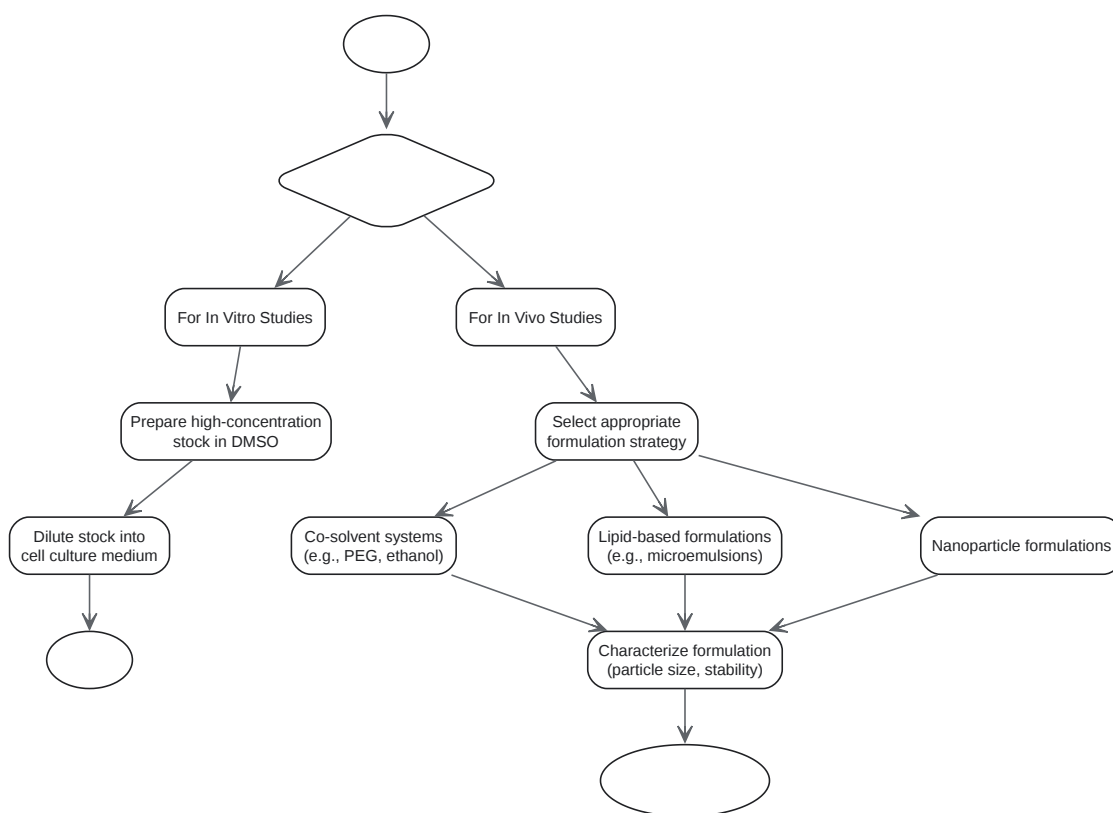 For In Vitro Studies
For In Vivo Studies
Prepare high-concentration
stock in DMSO
Select appropriate
formulation strategy
Dilute stock into
cell culture medium
Co-solvent systems
(e.g., PEG, ethanol)
Lipid-based formulations
(e.g., microemulsions)
Nanoparticle formulations
Characterize formulation
(particle size, stability)